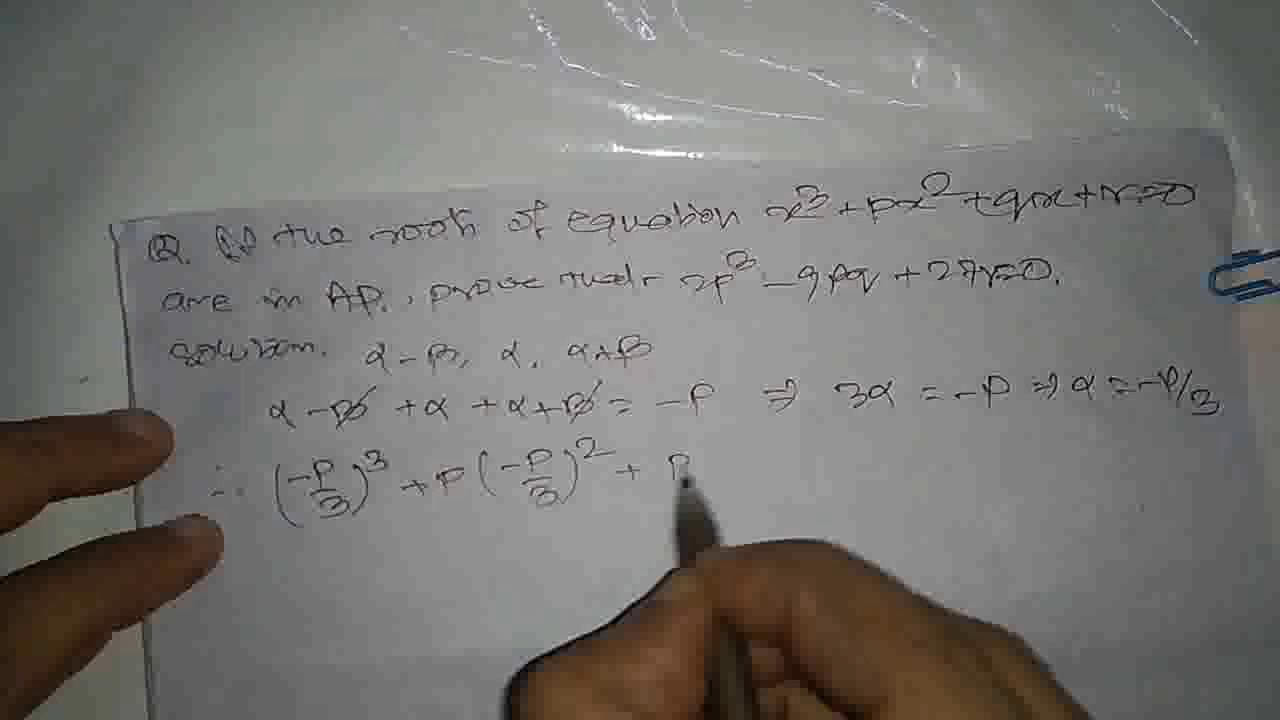 Q. If the roots of equation x³+px²+qx+r=0
are in AP., prove that 2p³-9pq+27r=0.
solution. α-β, α, α+β
α-β+α+α+β=-p ⇒ 3α=-p ⇒ α=-p/3
∴ (-p/3)³+p(-p/3)²+ p